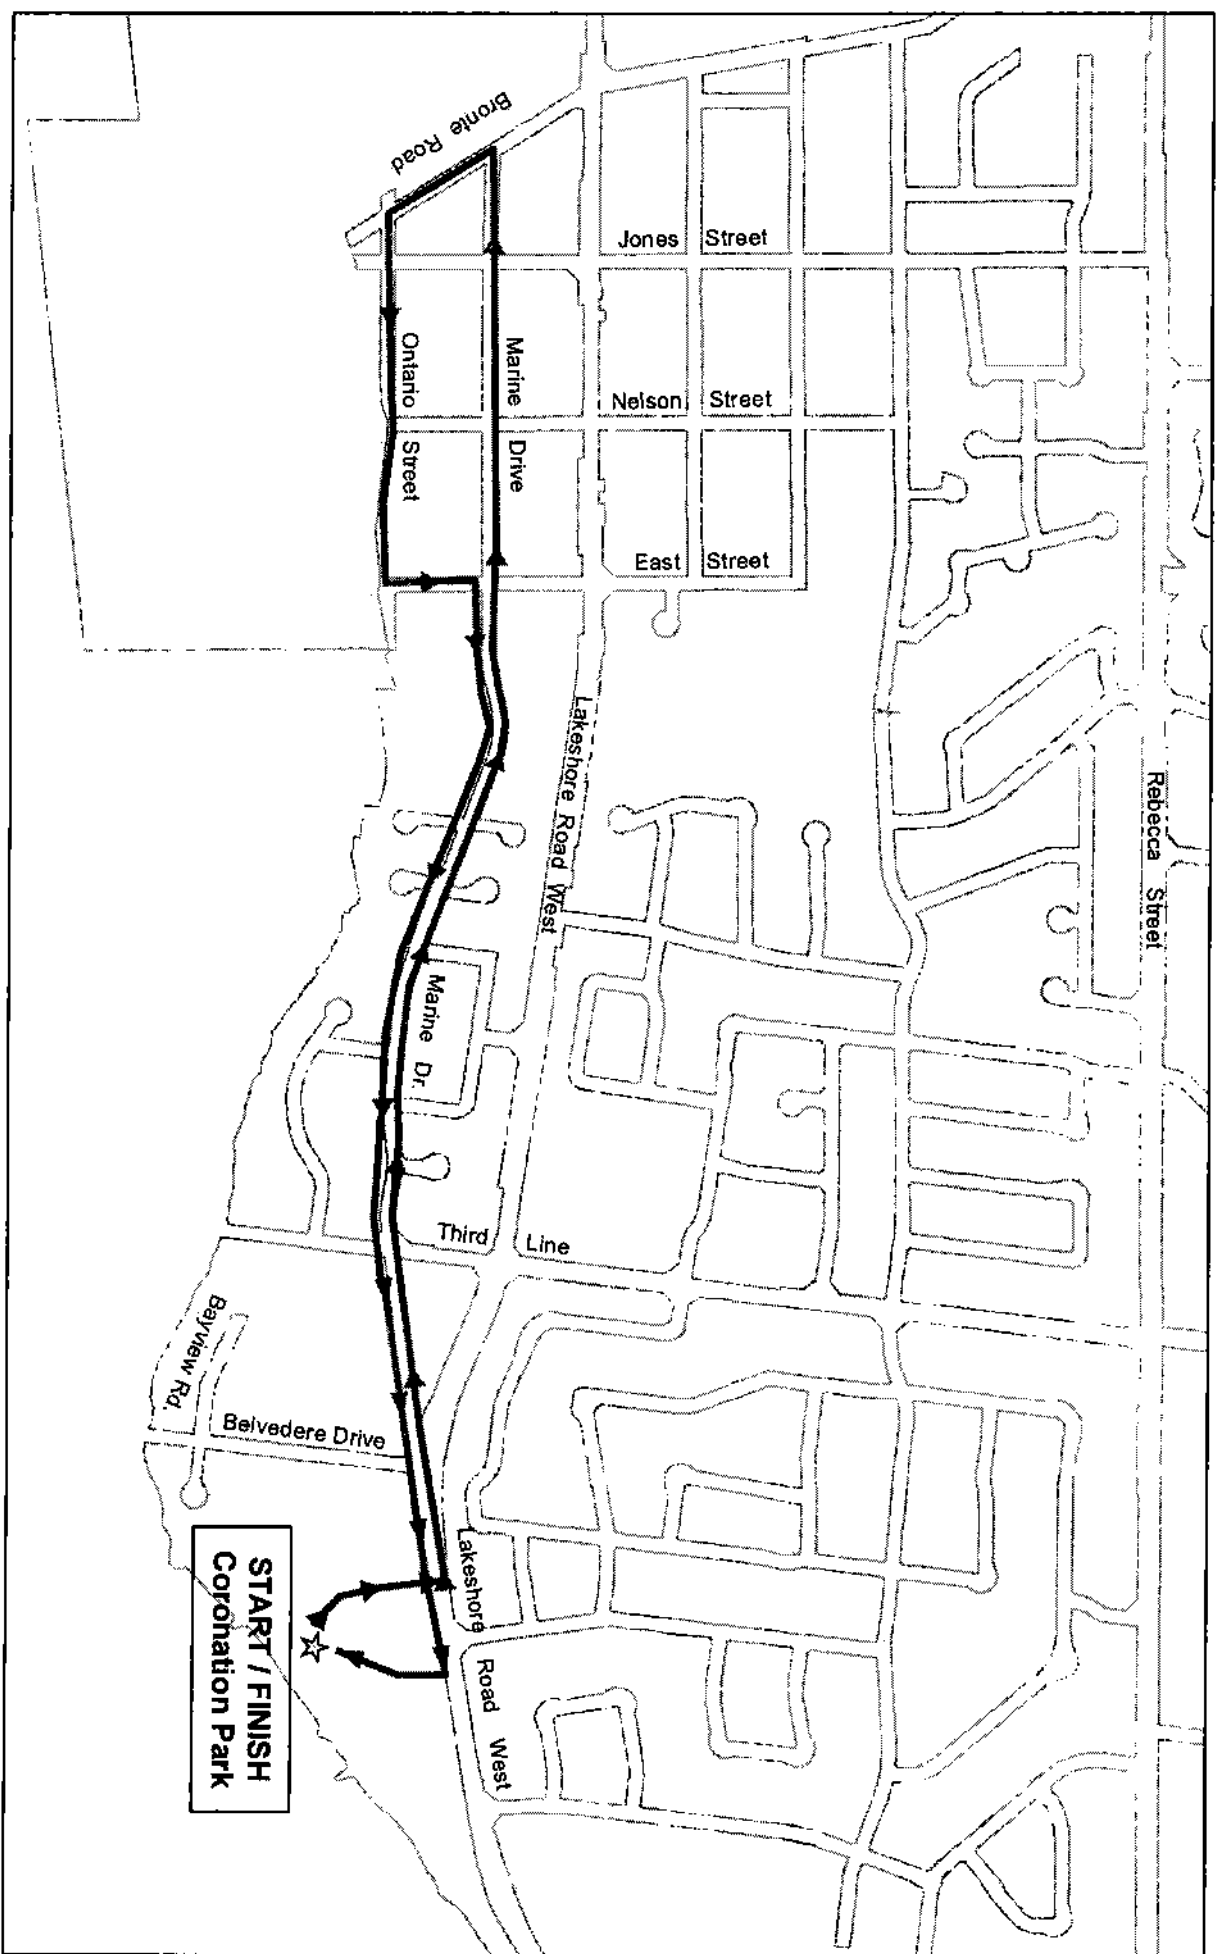 Bronte Road
Jones Street
Ontario Street
Marine Drive
Nelson Street
East Street
Lakeshore Road West
Rebecca Street
Marine Dr.
Third Line
Bayview Rd.
Belvedere Drive
Lakeshore Road West
START / FINISH
Coronation Park